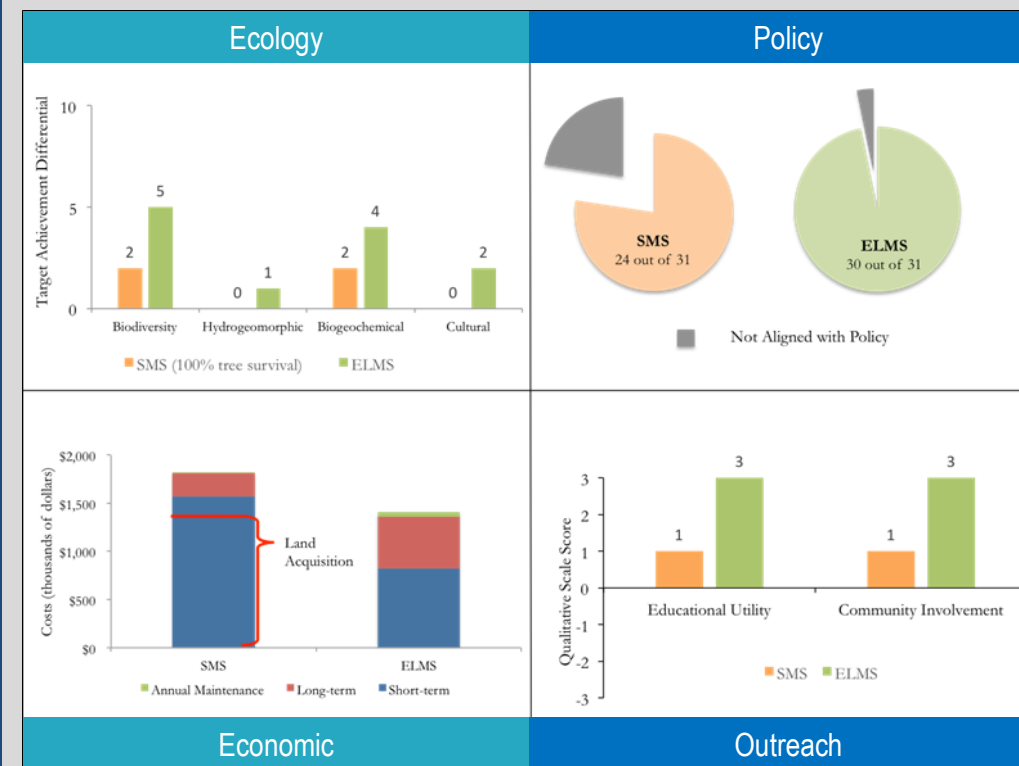 Ecology
Policy
Target Achievement Differential
10
5
0
2
5
0
1
2
4
0
2
Biodiversity
Hydrogeomorphic
Biogeochemical
Cultural
SMS (100% tree survival)
ELMS
SMS
24 out of 31
ELMS
30 out of 31
Not Aligned with Policy
Costs (thousands of dollars)
$2,000
$1,500
$1,000
$500
$0
Land
Acquisition
SMS
ELMS
Annual Maintenance
Long-term
Short-term
Qualitative Scale Score
3
2
1
0
-1
-2
-3
1
3
1
3
Educational Utility
Community Involvement
SMS
ELMS
Economic
Outreach